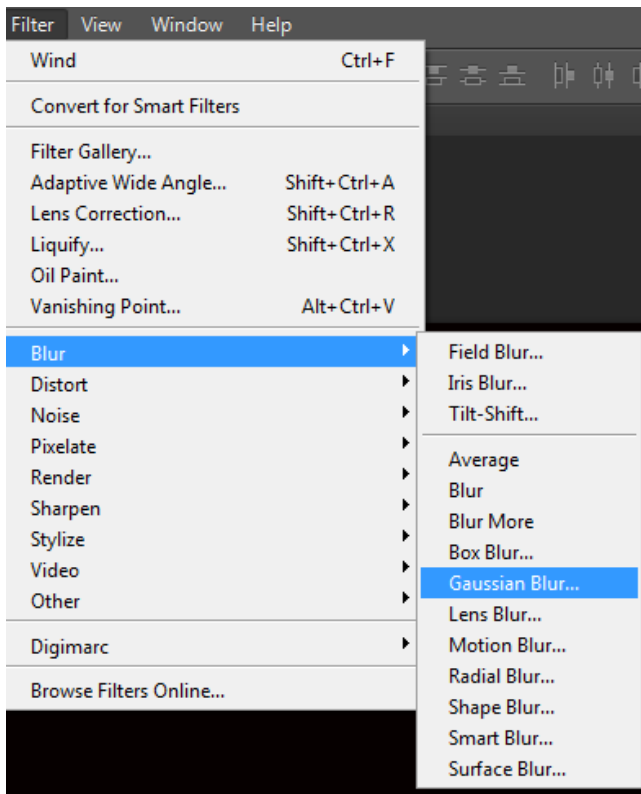 Filter View Window Help
Wind Ctrl+F
Convert for Smart Filters
Filter Gallery...
Adaptive Wide Angle... Shift+Ctrl+A
Lens Correction... Shift+Ctrl+R
Liquify... Shift+Ctrl+X
Oil Paint...
Vanishing Point... Alt+Ctrl+V
Blur
Distort
Noise
Pixelate
Render
Sharpen
Stylize
Video
Other
Digimarc
Browse Filters Online...
Field Blur...
Iris Blur...
Tilt-Shift...
Average
Blur
Blur More
Box Blur...
Gaussian Blur...
Lens Blur...
Motion Blur...
Radial Blur...
Shape Blur...
Smart Blur...
Surface Blur...